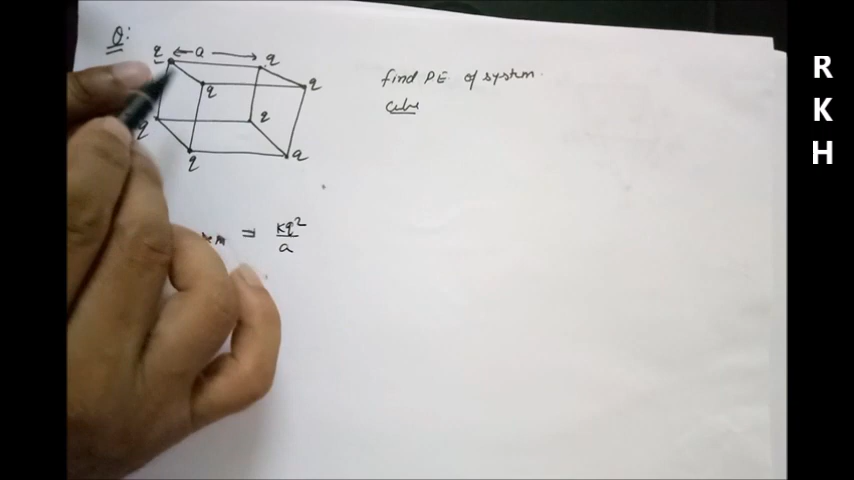 Q:
q ← a → q
q q
q q
q q
find PE of system.
cube
= kq²
a
R
K
H